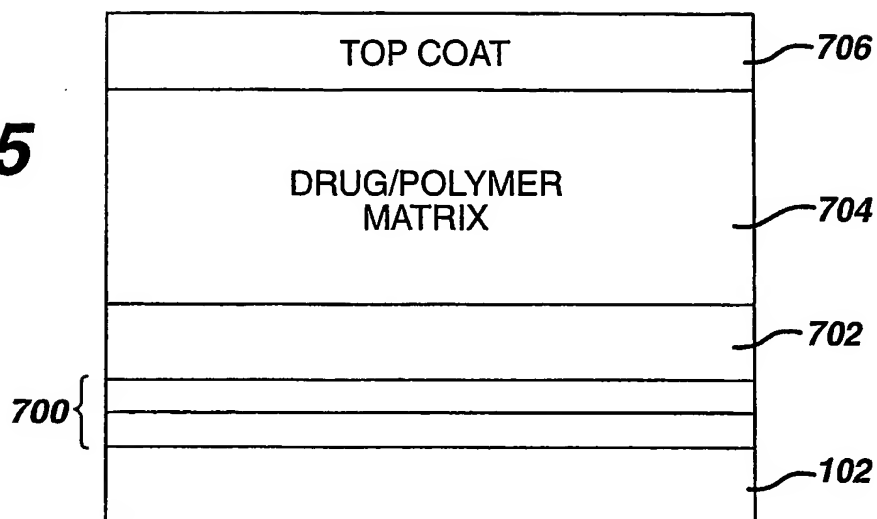 TOP COAT
706
5
DRUG/POLYMER
MATRIX
704
702
700
102